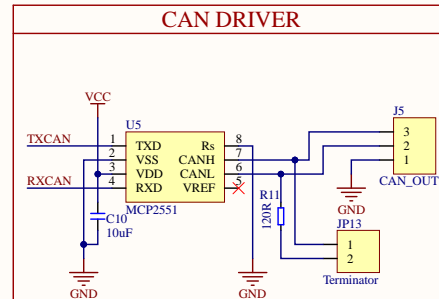 CAN DRIVER
VCC
U5
J5
TXCAN
1 TXD Rs 8
2 VSS CANH 7
3 VDD CANL 6
RXCAN
4 RXD VREF 5
MCP2551
3
2
1
CAN_OUT
C10
10uF
R11
120R
GND
JP13
1
2
Terminator
GND
GND